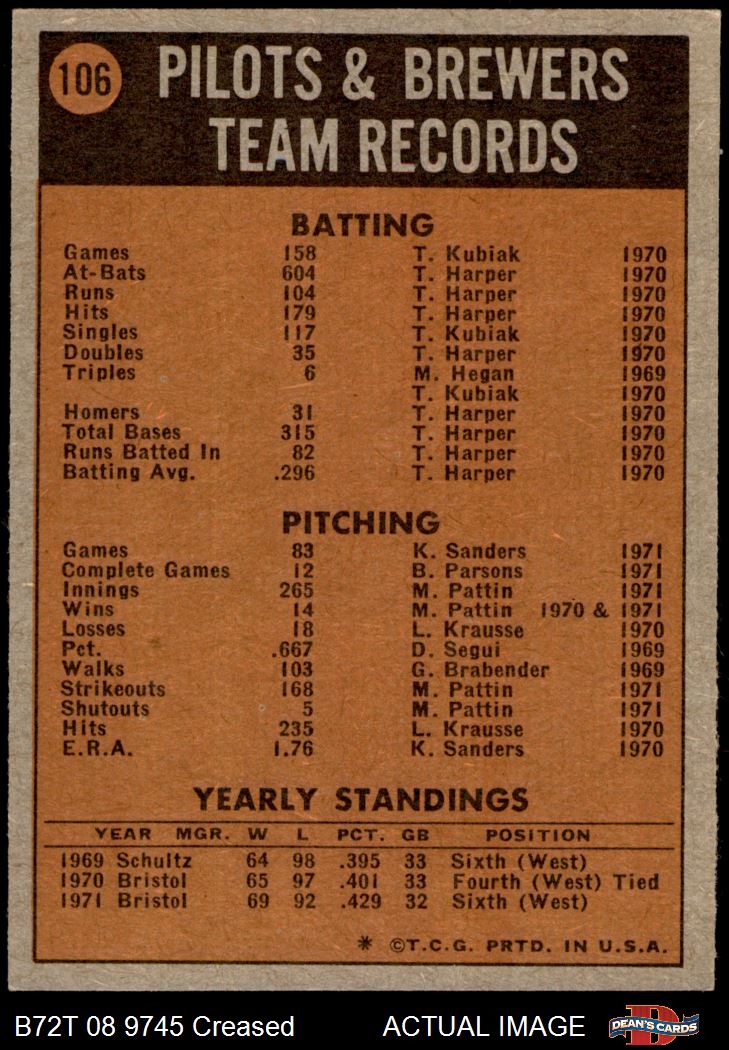 106 PILOTS & BREWERS
TEAM RECORDS
BATTING
Games 158 T. Kubiak 1970
At-Bats 604 T. Harper 1970
Runs 104 T. Harper 1970
Hits 179 T. Harper 1970
Singles 117 T. Kubiak 1970
Doubles 35 T. Harper 1970
Triples 6 M. Hegan 1969
T. Kubiak 1970
Homers 31 T. Harper 1970
Total Bases 315 T. Harper 1970
Runs Batted In 82 T. Harper 1970
Batting Avg. .296 T. Harper 1970
PITCHING
Games 83 K. Sanders 1971
Complete Games 12 B. Parsons 1971
Innings 265 M. Pattin 1971
Wins 14 M. Pattin 1970 & 1971
Losses 18 L. Krausse 1970
Pct. .667 D. Segui 1969
Walks 103 G. Brabender 1969
Strikeouts 168 M. Pattin 1971
Shutouts 5 M. Pattin 1971
Hits 235 L. Krausse 1970
E.R.A. 1.76 K. Sanders 1970
YEARLY STANDINGS
YEAR MGR. W L PCT. GB POSITION
1969 Schultz 64 98 .395 33 Sixth (West)
1970 Bristol 65 97 .401 33 Fourth (West) Tied
1971 Bristol 69 92 .429 32 Sixth (West)
* ©T.C.G. PRTD. IN U.S.A.
B72T 08 9745 Creased ACTUAL IMAGE DEAN'S CARDS